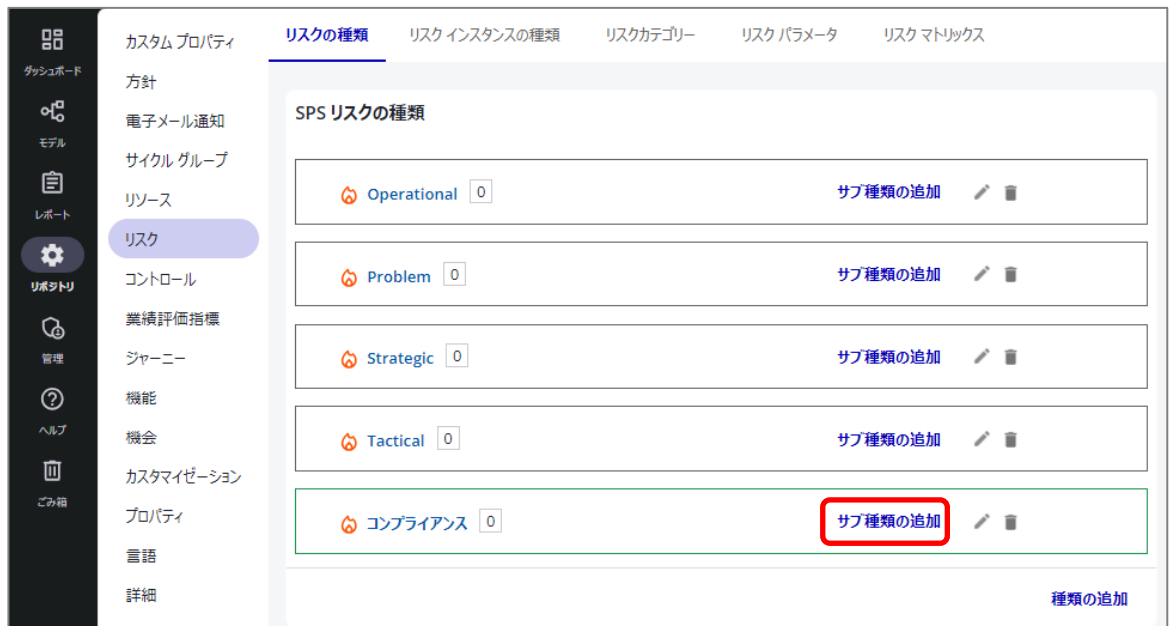 ダッシュボード
モデル
レポート
リポジトリ
管理
ヘルプ
ごみ箱
カスタム プロパティ
方針
電子メール通知
サイクル グループ
リソース
リスク
コントロール
業績評価指標
ジャーニー
機能
機会
カスタマイゼーション
プロパティ
言語
詳細
リスクの種類 リスク インスタンスの種類 リスクカテゴリー リスク パラメータ リスク マトリックス
SPS リスクの種類
Operational 0 サブ種類の追加
Problem 0 サブ種類の追加
Strategic 0 サブ種類の追加
Tactical 0 サブ種類の追加
コンプライアンス 0 サブ種類の追加
種類の追加